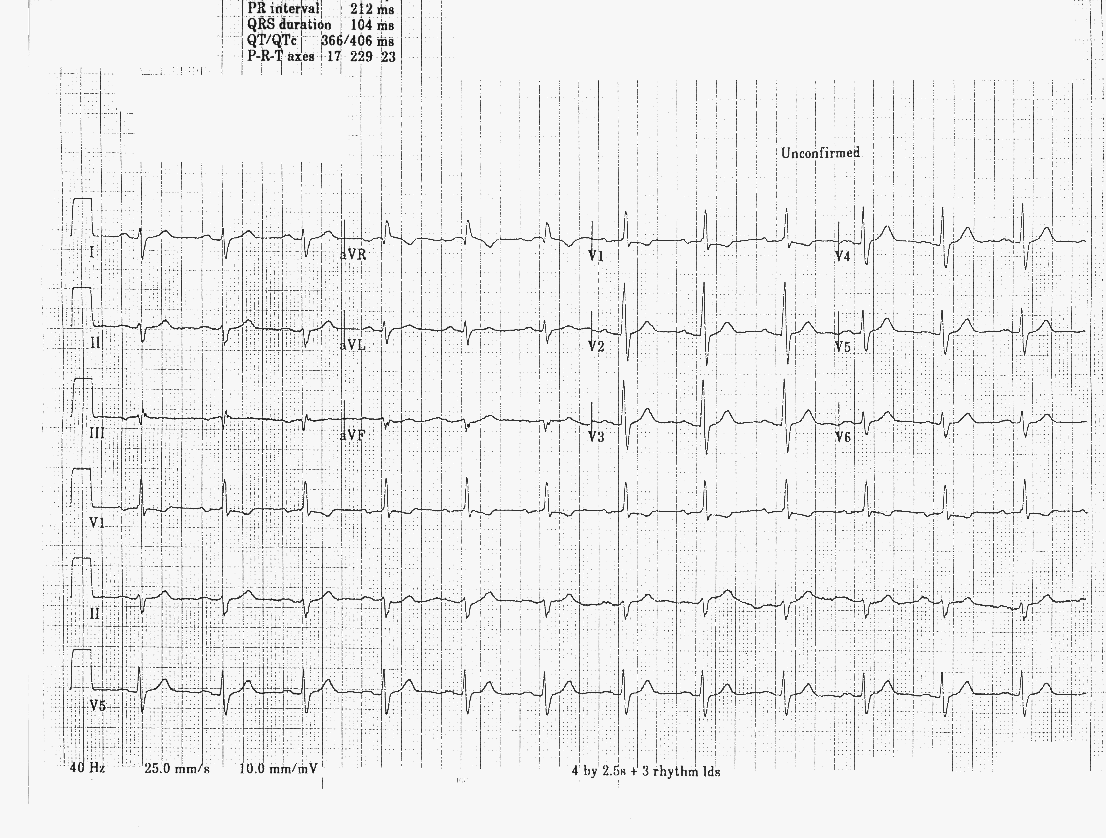 PR interval 212 ms
QRS duration 104 ms
QT/QTc 366/406 ms
P-R-T axes 17 229 23
Unconfirmed
I aVR V1 V4
II aVL V2 V5
III aVF V3 V6
V1
II
V5
40 Hz 25.0 mm/s 10.0 mm/mV 4 by 2.5s + 3 rhythm lds